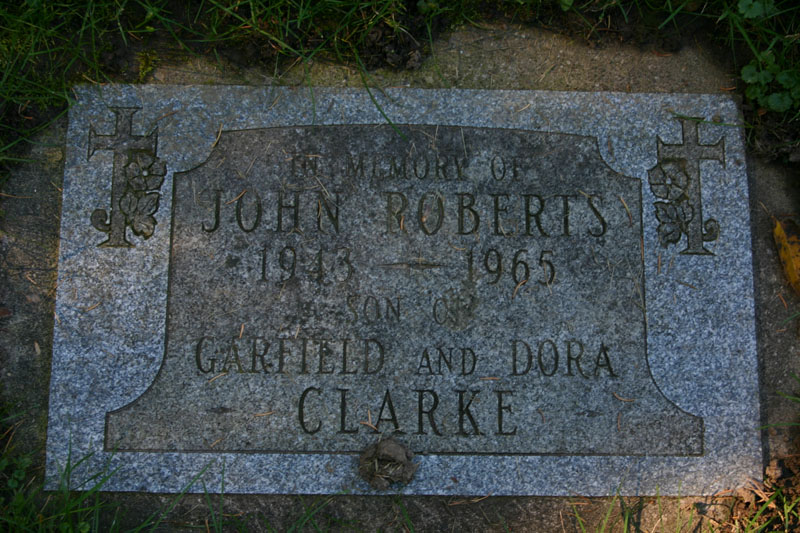 IN MEMORY OF
JOHN ROBERTS
1943 — 1965
A SON OF
GARFIELD AND DORA
CLARKE